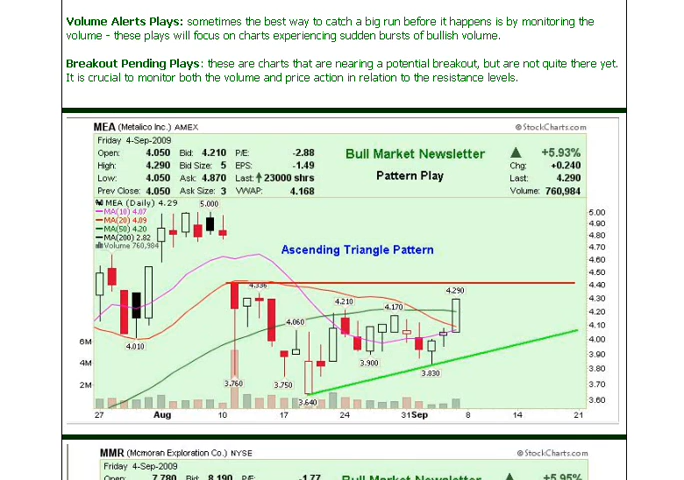 Volume Alerts Plays: sometimes the best way to catch a big run before it happens is by monitoring the
volume - these plays will focus on charts experiencing sudden bursts of bullish volume.
Breakout Pending Plays: these are charts that are nearing a potential breakout, but are not quite there yet.
It is crucial to monitor both the volume and price action in relation to the resistance levels.
MEA (Metalico Inc.) AMEX
© StockCharts.com
Friday 4-Sep-2009
Open: 4.050 Bid: 4.210 P/E: -2.88
High: 4.290 Bid Size: 5 EPS: -1.49
Low: 4.050 Ask: 4.870 Last: 23000 shrs
Prev Close: 4.050 Ask Size: 3 VWAP: 4.168
Bull Market Newsletter
Pattern Play
+5.93%
Chg: +0.240
Last: 4.290
Volume: 760,984
MEA (Daily) 4.29
MA(10) 4.07
MA(20) 4.09
MA(50) 4.20
MA(200) 2.82
Volume 760,984
Ascending Triangle Pattern
5.000
4.336
4.290
4.210
4.170
4.060
4.010
3.900
3.830
3.760
3.750
3.640
5.00
4.90
4.80
4.70
4.60
4.50
4.40
4.30
4.20
4.10
4.00
3.90
3.80
3.70
3.60
6M
4M
2M
27 Aug 10 17 24 31 Sep 8 14 21
MMR (Mcmoran Exploration Co.) NYSE
© StockCharts.com
Friday 4-Sep-2009
Open: 7.780 Bid: 8.190 P/E: -1.77
Bull Market Newsletter
+5.95%